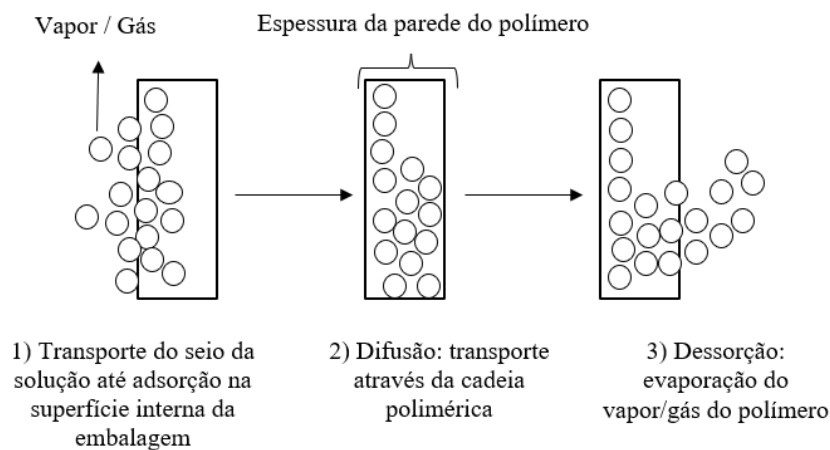 Vapor / Gás
Espessura da parede do polímero
1) Transporte do seio da
solução até adsorção na
superfície interna da
embalagem
2) Difusão: transporte
através da cadeia
polimérica
3) Dessorção:
evaporação do
vapor/gás do polímero